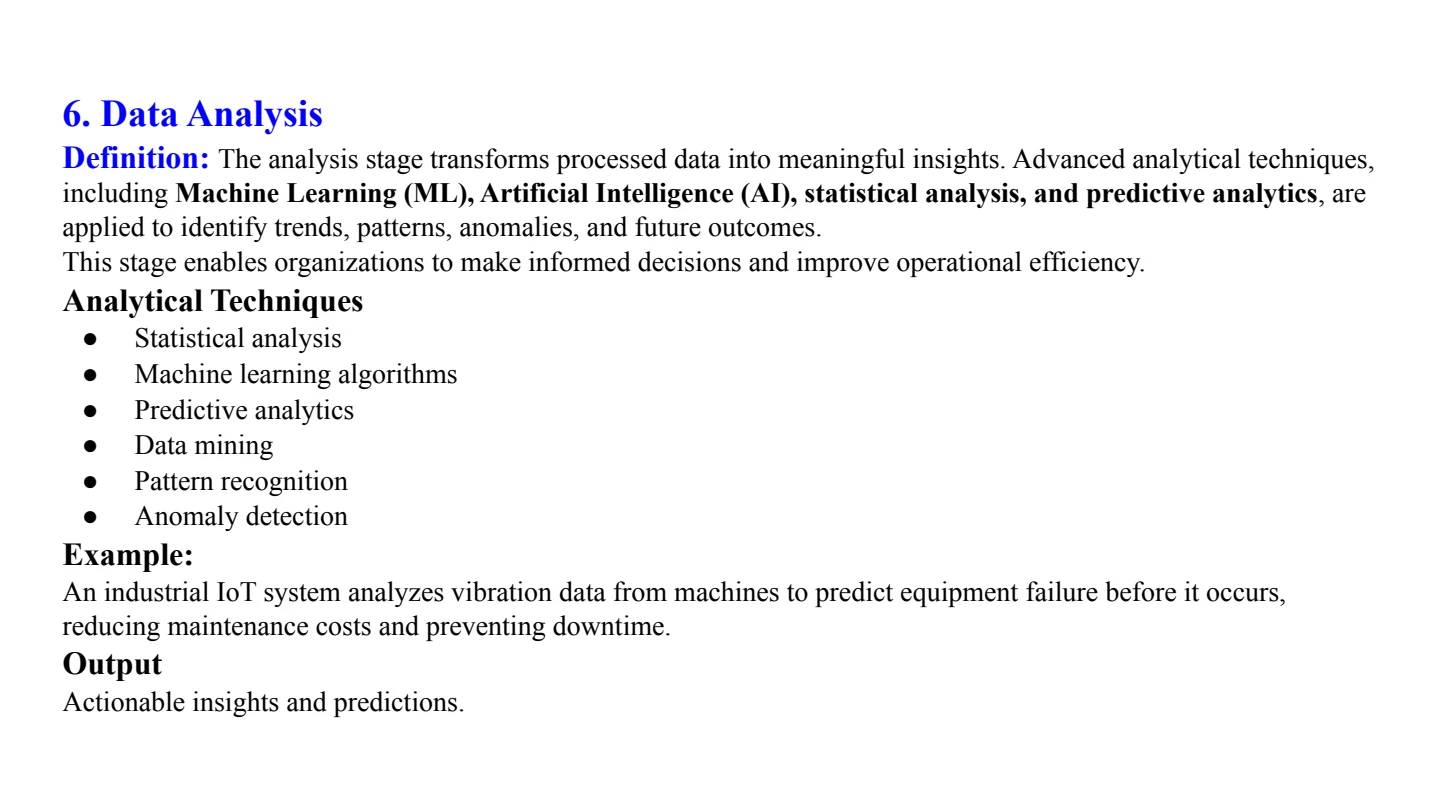 6. Data Analysis
Definition: The analysis stage transforms processed data into meaningful insights. Advanced analytical techniques,
including Machine Learning (ML), Artificial Intelligence (AI), statistical analysis, and predictive analytics, are
applied to identify trends, patterns, anomalies, and future outcomes.
This stage enables organizations to make informed decisions and improve operational efficiency.
Analytical Techniques
● Statistical analysis
● Machine learning algorithms
● Predictive analytics
● Data mining
● Pattern recognition
● Anomaly detection
Example:
An industrial IoT system analyzes vibration data from machines to predict equipment failure before it occurs,
reducing maintenance costs and preventing downtime.
Output
Actionable insights and predictions.